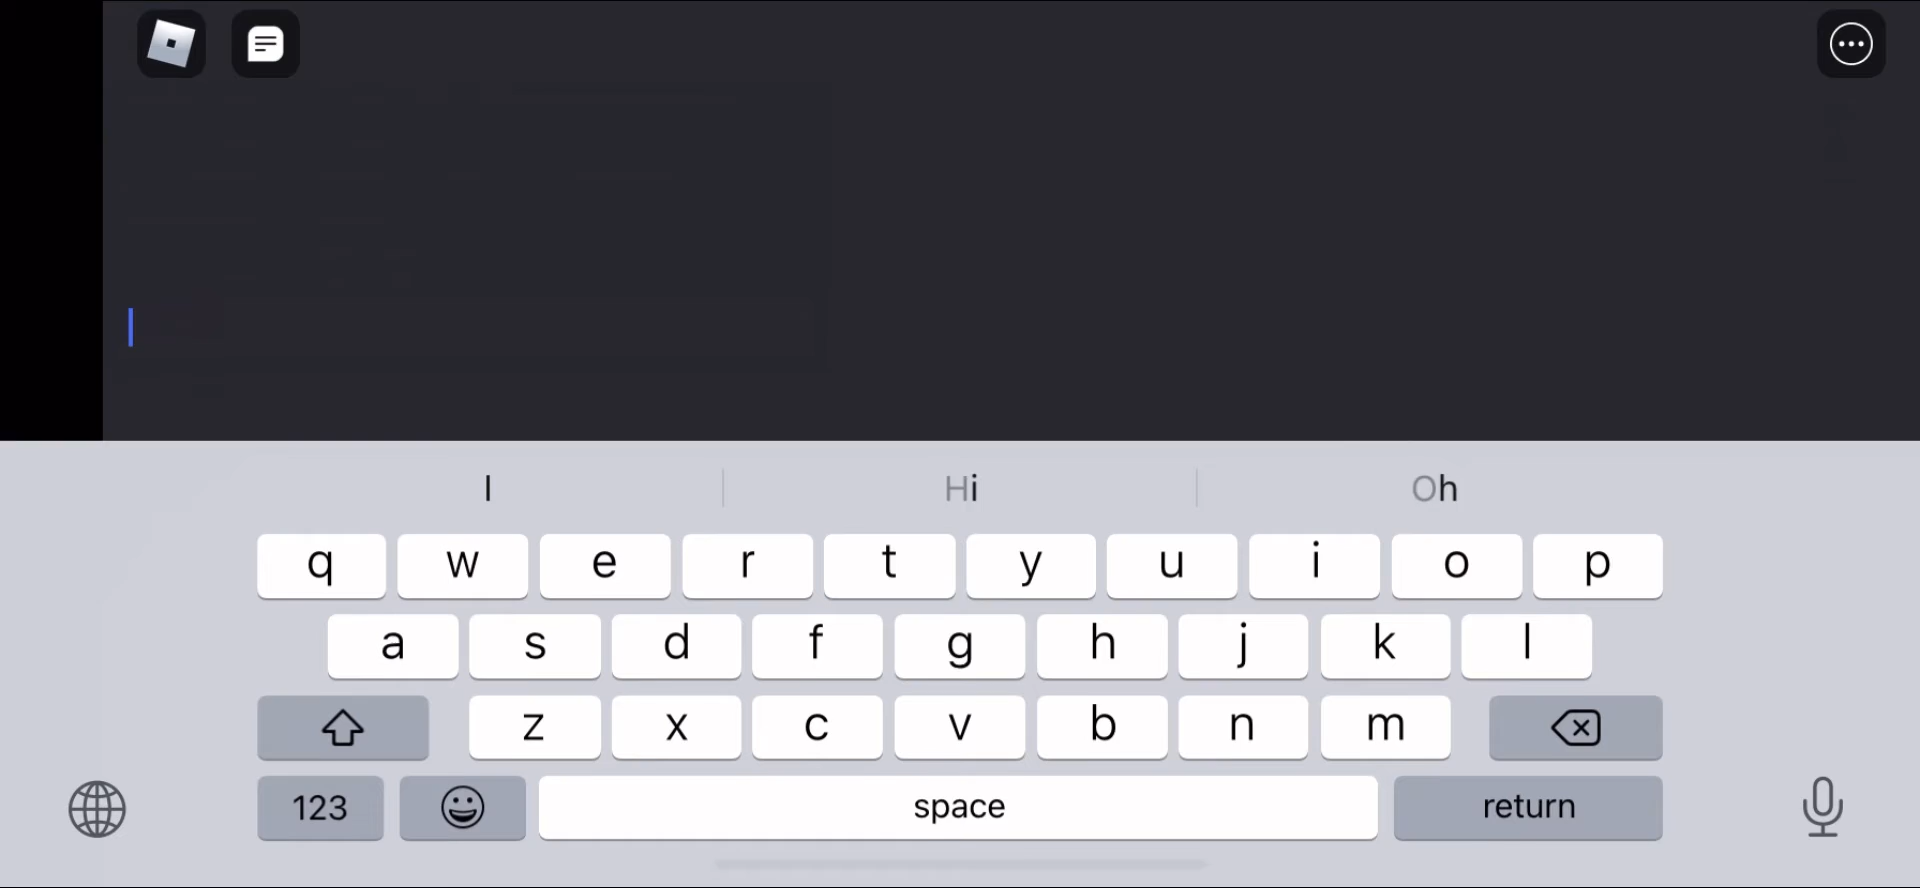 I Hi Oh
q w e r t y u i o p
a s d f g h j k l
z x c v b n m
123 space return